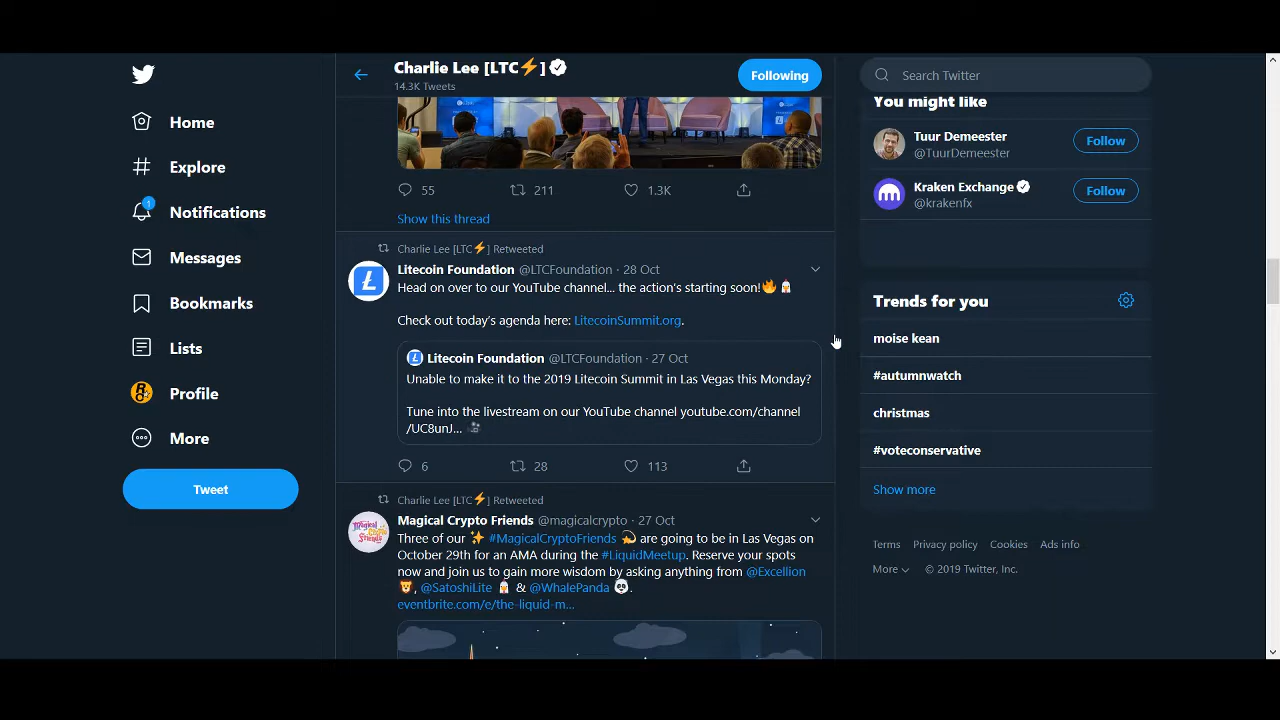 Home
Explore
1
Notifications
Messages
Bookmarks
Lists
Profile
More
Tweet
Charlie Lee [LTC⚡]
14.3K Tweets
Following
55 211 1.3K
Show this thread
Charlie Lee [LTC⚡] Retweeted
Litecoin Foundation @LTCFoundation · 28 Oct
Head on over to our YouTube channel... the action's starting soon!🔥
Check out today's agenda here: LitecoinSummit.org.
Litecoin Foundation @LTCFoundation · 27 Oct
Unable to make it to the 2019 Litecoin Summit in Las Vegas this Monday?
Tune into the livestream on our YouTube channel youtube.com/channel
/UC8unJ... 🎥
6 28 113
Charlie Lee [LTC⚡] Retweeted
Magical Crypto Friends @magicalcrypto · 27 Oct
Three of our ✨ #MagicalCryptoFriends 💫 are going to be in Las Vegas on
October 29th for an AMA during the #LiquidMeetup. Reserve your spots
now and join us to gain more wisdom by asking anything from @Excellion
🦁, @SatoshiLite & @WhalePanda 🐼.
eventbrite.com/e/the-liquid-m...
Search Twitter
You might like
Tuur Demeester
@TuurDemeester
Follow
Kraken Exchange
@krakenfx
Follow
Trends for you
moise kean
#autumnwatch
christmas
#voteconservative
Show more
Terms Privacy policy Cookies Ads info
More © 2019 Twitter, Inc.